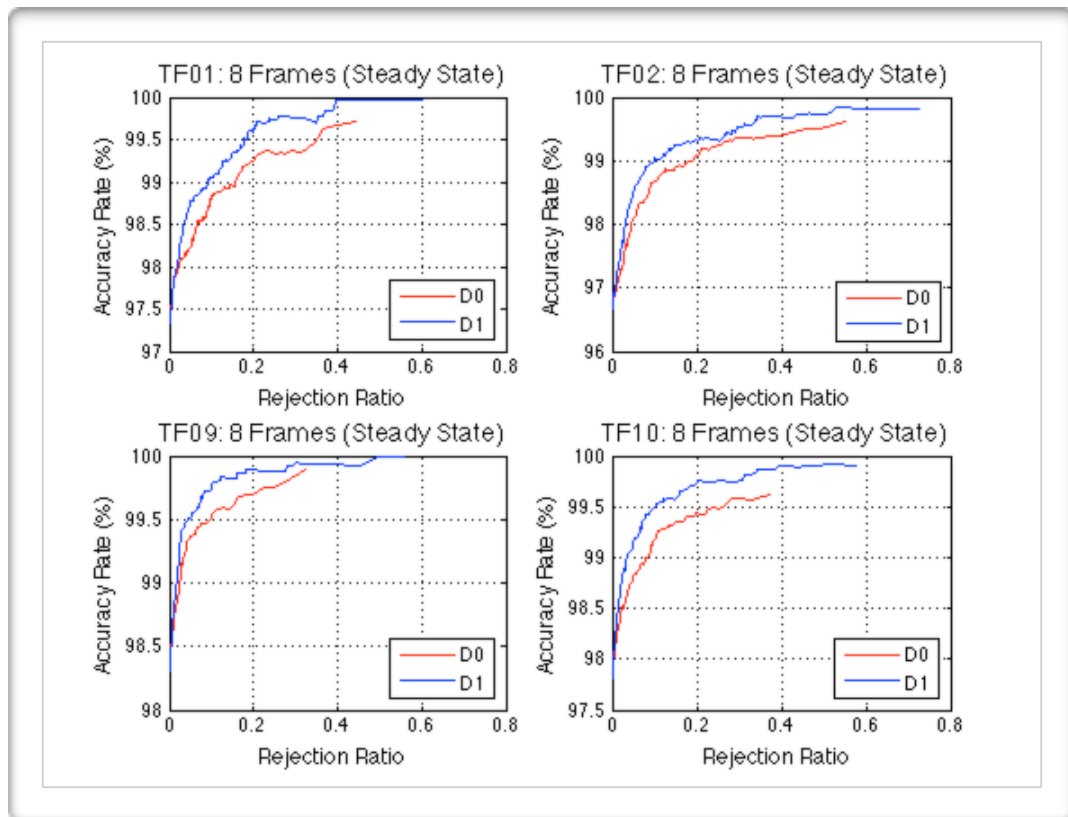 TF01: 8 Frames (Steady State)
Accuracy Rate (%)
100
99.5
99
98.5
98
97.5
97
0 0.2 0.4 0.6 0.8
Rejection Ratio
D0
D1
TF02: 8 Frames (Steady State)
Accuracy Rate (%)
100
99
98
97
96
0 0.2 0.4 0.6 0.8
Rejection Ratio
D0
D1
TF09: 8 Frames (Steady State)
Accuracy Rate (%)
100
99.5
99
98.5
98
0 0.2 0.4 0.6 0.8
Rejection Ratio
D0
D1
TF10: 8 Frames (Steady State)
Accuracy Rate (%)
100
99.5
99
98.5
98
97.5
0 0.2 0.4 0.6 0.8
Rejection Ratio
D0
D1